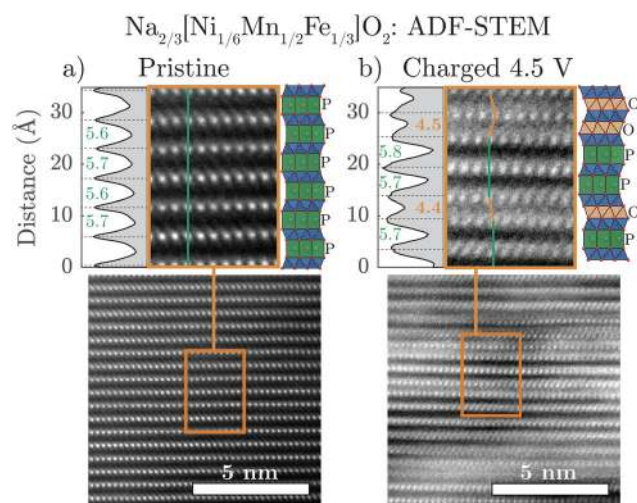 Na2/3[Ni1/6Mn1/2Fe1/3]O2: ADF-STEM
a) Pristine
b) Charged 4.5 V
Distance (Å)
30
20
10
0
5.6
5.7
5.6
5.7
P
P
P
P
P
P
30
20
10
0
4.5
5.8
5.7
4.4
5.7
O
O
P
P
O
P
5 nm
5 nm